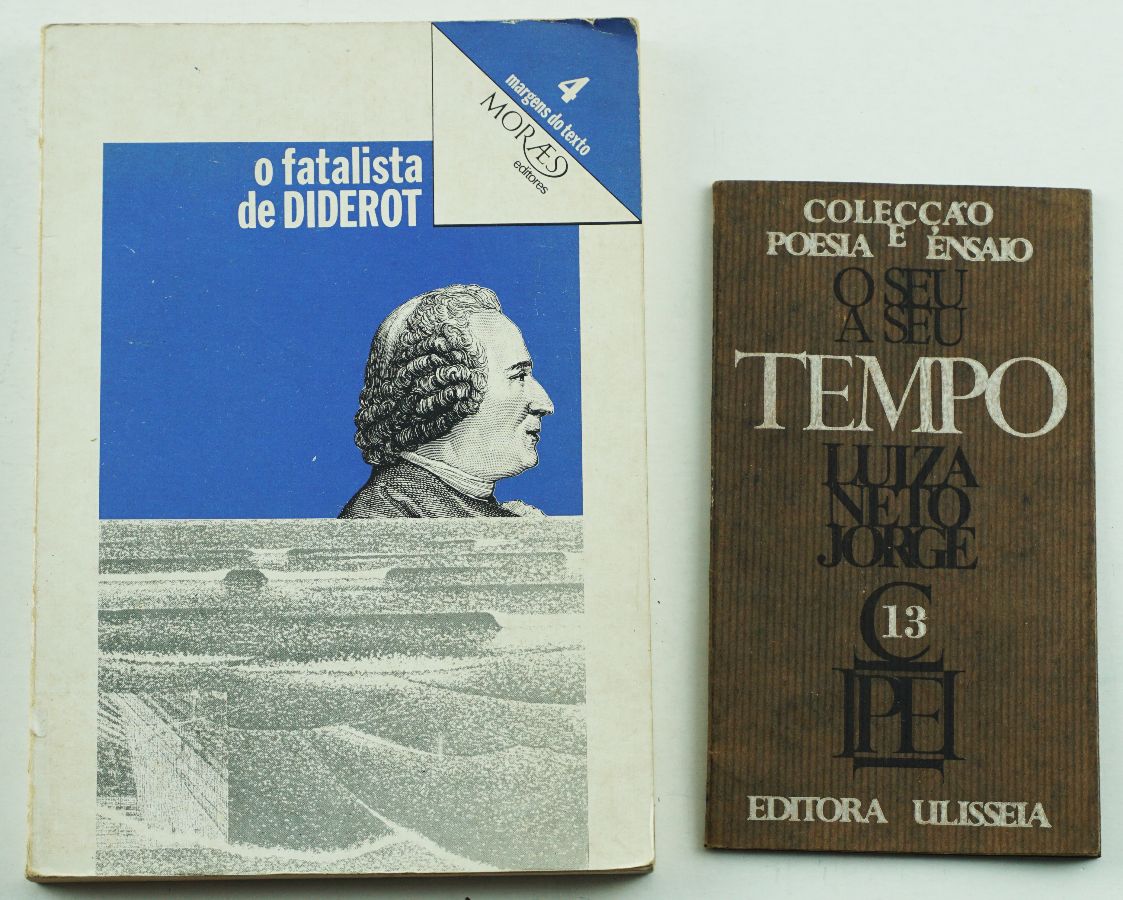 4
margens do texto
MORÆS
editores
o fatalista
de DIDEROT
COLECÇÃO
POESIA E ENSAIO
O SEU
A SEU
TEMPO
LUIZA
NETO
JORGE
C
13
PE
EDITORA ULISSEIA